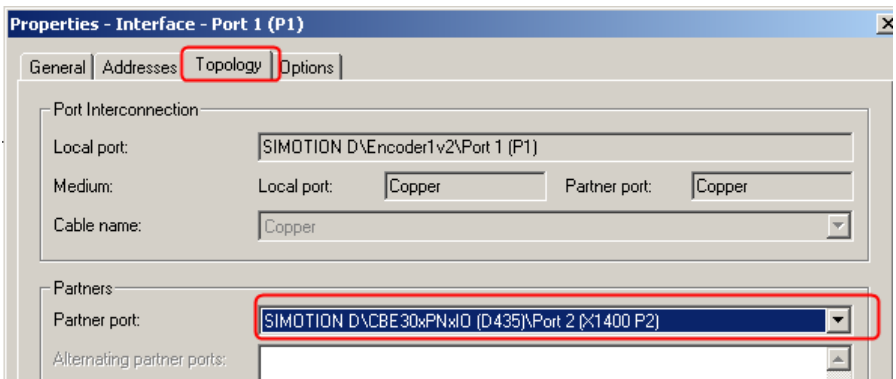 Properties - Interface - Port 1 (P1)
General Addresses Topology Options
Port Interconnection
Local port: SIMOTION D\Encoder1v2\Port 1 (P1)
Medium: Local port: Copper Partner port: Copper
Cable name: Copper
Partners
Partner port: SIMOTION D\CBE30xPNxIO (D435)\Port 2 (X1400 P2)
Alternating partner ports: